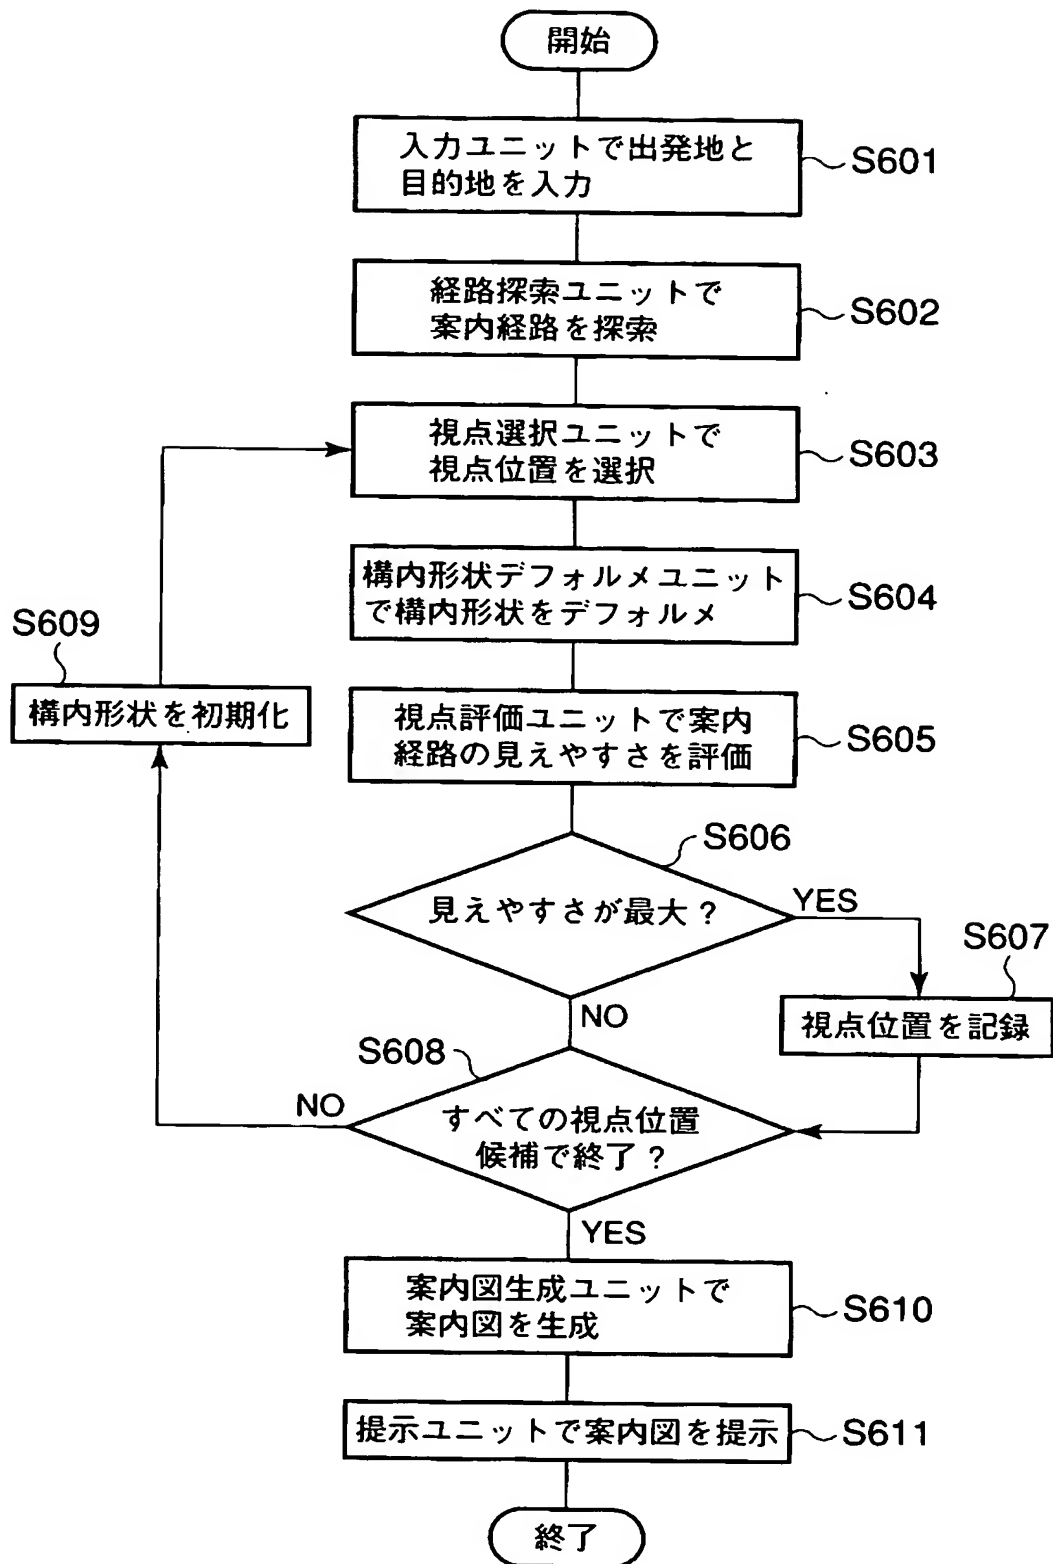 開始
入力ユニットで出発地と
目的地を入力
S601
経路探索ユニットで
案内経路を探索
S602
視点選択ユニットで
視点位置を選択
S603
構内形状デフォルメユニット
で構内形状をデフォルメ
S604
S609
構内形状を初期化
視点評価ユニットで案内
経路の見えやすさを評価
S605
S606
見えやすさが最大?
YES
S607
視点位置を記録
NO
S608
NO
すべての視点位置
候補で終了?
YES
案内図生成ユニットで
案内図を生成
S610
提示ユニットで案内図を提示
S611
終了